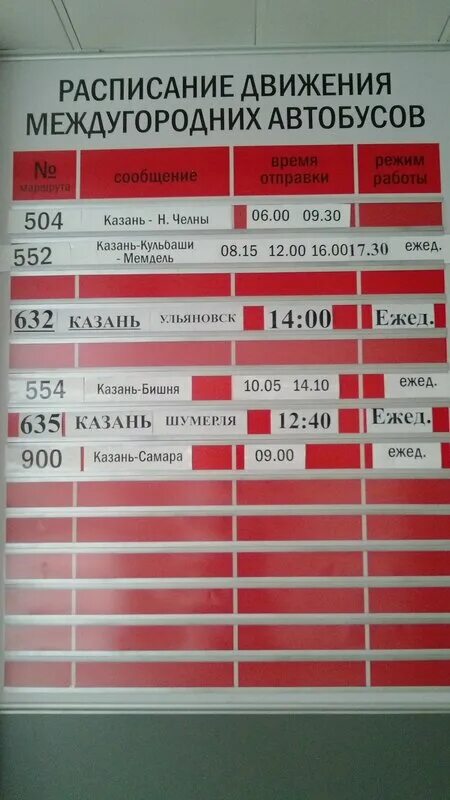 РАСПИСАНИЕ ДВИЖЕНИЯ
МЕЖДУГОРОДНИХ АВТОБУСОВ
№ маршрута сообщение время отправки режим работы
504 Казань - Н. Челны 06.00 09.30
552 Казань-Кульбаши - Мемдель 08.15 12.00 16.00 17.30 ежед.
632 КАЗАНЬ УЛЬЯНОВСК 14:00 Ежед.
554 Казань-Бишня 10.05 14.10 ежед.
635 КАЗАНЬ ШУМЕРЛЯ 12:40 Ежед.
900 Казань-Самара 09.00 ежед.